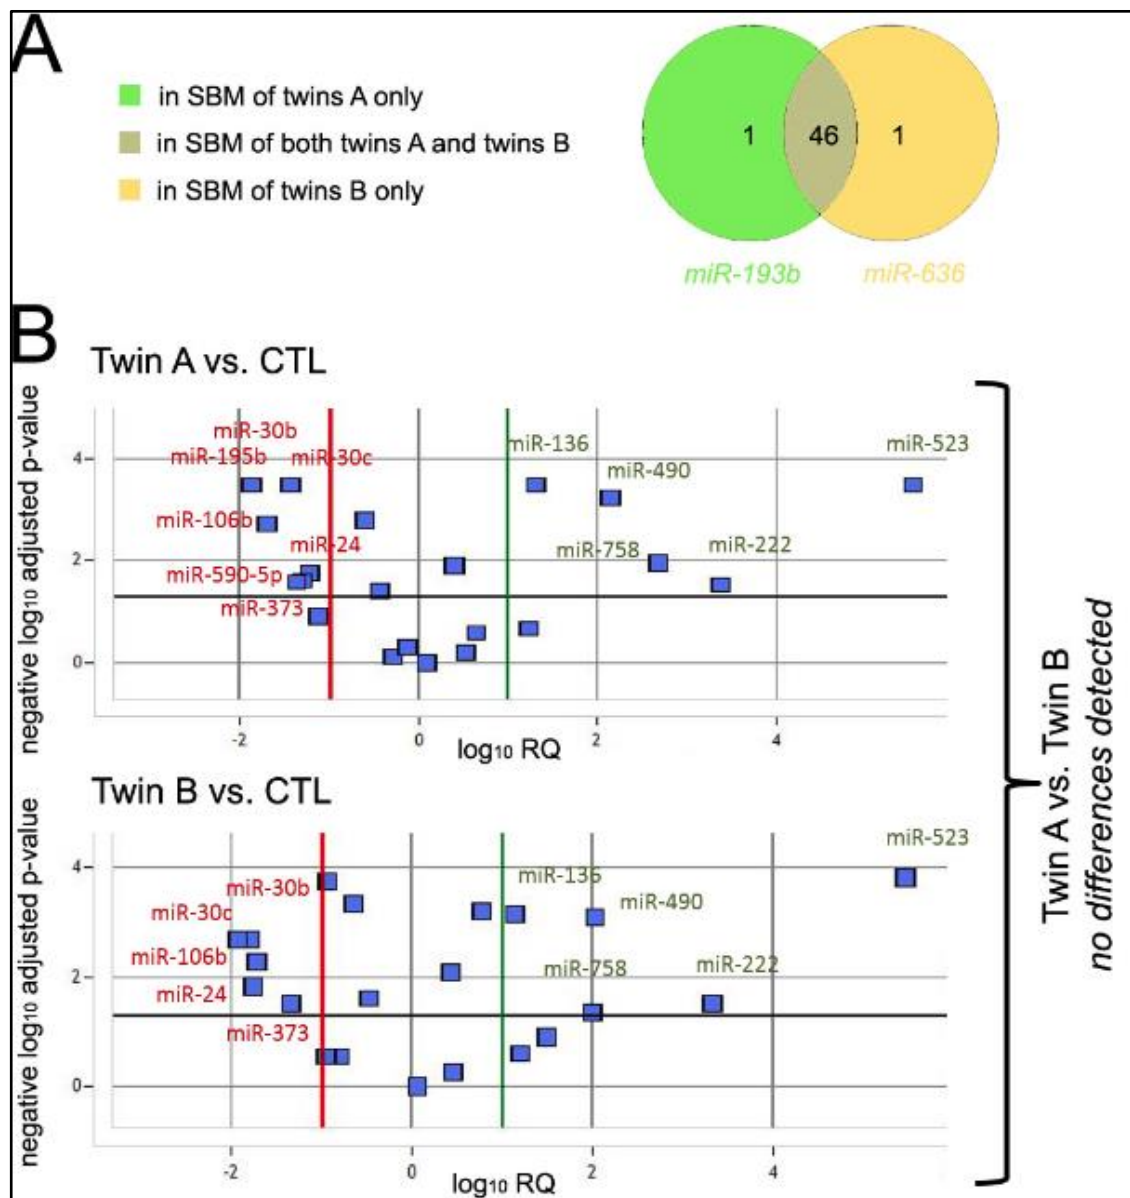 A
in SBM of twins A only
in SBM of both twins A and twins B
in SBM of twins B only
1
46
1
miR-193b
miR-636
B
Twin A vs. CTL
negative log10 adjusted p-value
4
2
0
miR-30b
miR-195b
miR-30c
miR-106b
miR-24
miR-590-5p
miR-373
miR-136
miR-490
miR-523
miR-758
miR-222
-2
0
2
4
log10 RQ
Twin B vs. CTL
negative log10 adjusted p-value
4
2
0
miR-30b
miR-30c
miR-106b
miR-24
miR-373
miR-136
miR-490
miR-523
miR-758
miR-222
-2
0
2
4
log10 RQ
Twin A vs. Twin B
no differences detected